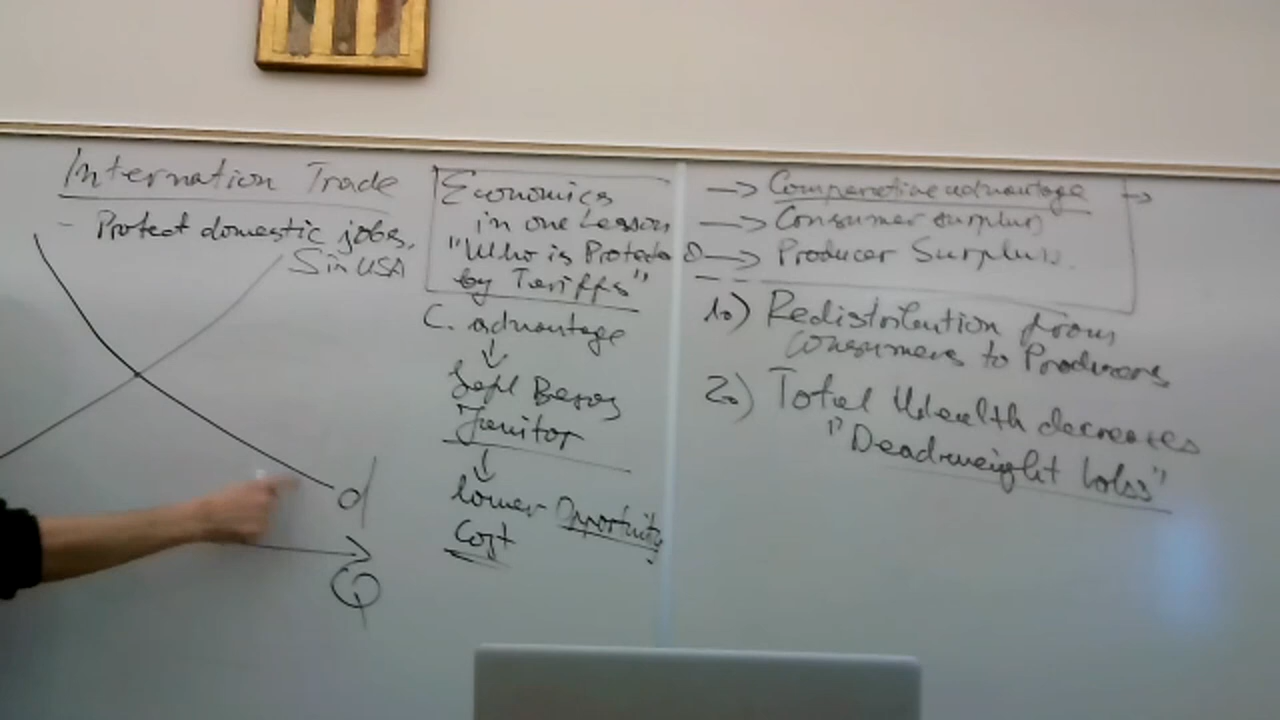 Internation Trade
- Protect domestic jobs.
S in USA
d
Q
Economics
in one Lesson
"Who is Protected
by Tariffs"
C. advantage
↓
Jeff Bezos
Janitor
↓
lower Opportunity
Cost
-> Comparative advantage ->
-> Consumer surplus
-> Producer Surplus.
1.) Redistribution from
consumers to Producers
2.) Total Wealth decreases
"Deadweight Loss"